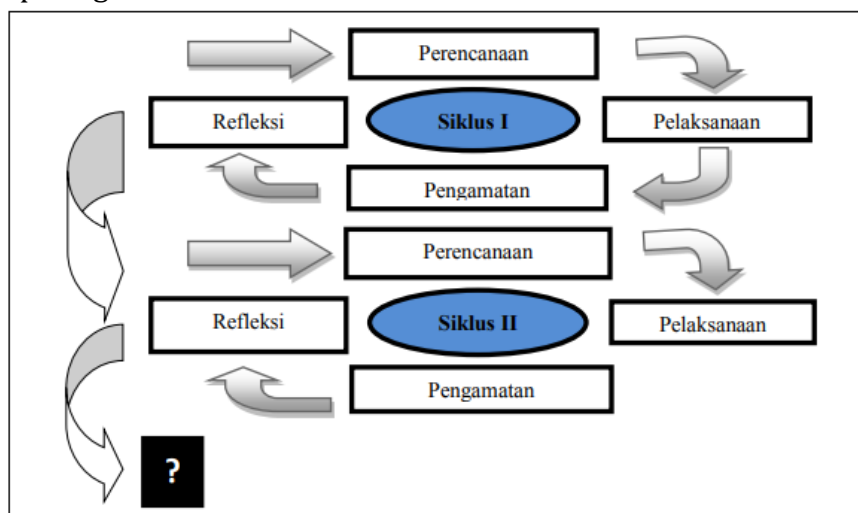 Perencanaan
Refleksi
Siklus I
Pelaksanaan
Pengamatan
Perencanaan
Refleksi
Siklus II
Pelaksanaan
Pengamatan
?